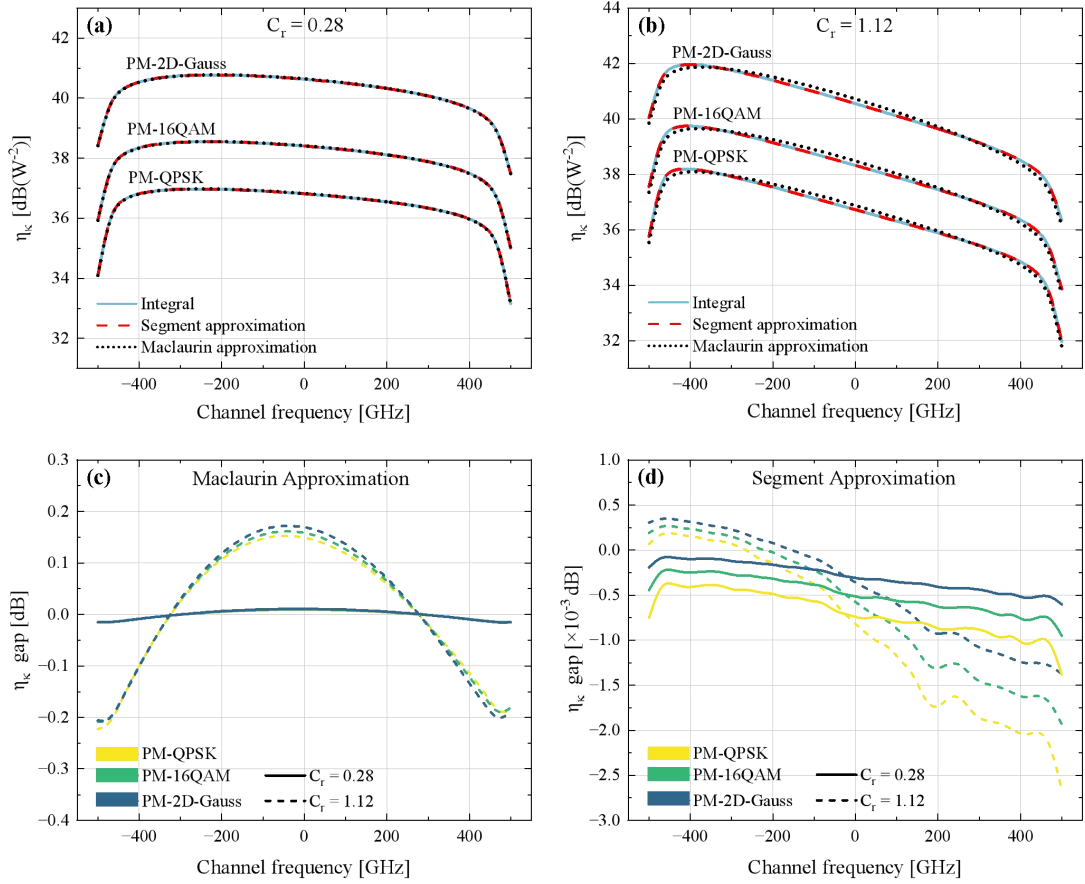 (a)
C_r = 0.28
PM-2D-Gauss
PM-16QAM
PM-QPSK
Integral
Segment approximation
Maclaurin approximation
42
40
38
36
34
32
η_κ [dB(W⁻²)]
−400 −200 0 200 400
Channel frequency [GHz]
(b)
C_r = 1.12
PM-2D-Gauss
PM-16QAM
PM-QPSK
Integral
Segment approximation
Maclaurin approximation
44
42
40
38
36
34
32
η_κ [dB(W⁻²)]
−400 −200 0 200 400
Channel frequency [GHz]
(c)
Maclaurin Approximation
0.3
0.2
0.1
0.0
−0.1
−0.2
−0.3
−0.4
η_κ gap [dB]
PM-QPSK
PM-16QAM
PM-2D-Gauss
C_r = 0.28
C_r = 1.12
−400 −200 0 200 400
Channel frequency [GHz]
(d)
Segment Approximation
1.0
0.5
0.0
−0.5
−1.0
−1.5
−2.0
−2.5
−3.0
η_κ gap [×10⁻³ dB]
PM-QPSK
PM-16QAM
PM-2D-Gauss
C_r = 0.28
C_r = 1.12
−400 −200 0 200 400
Channel frequency [GHz]